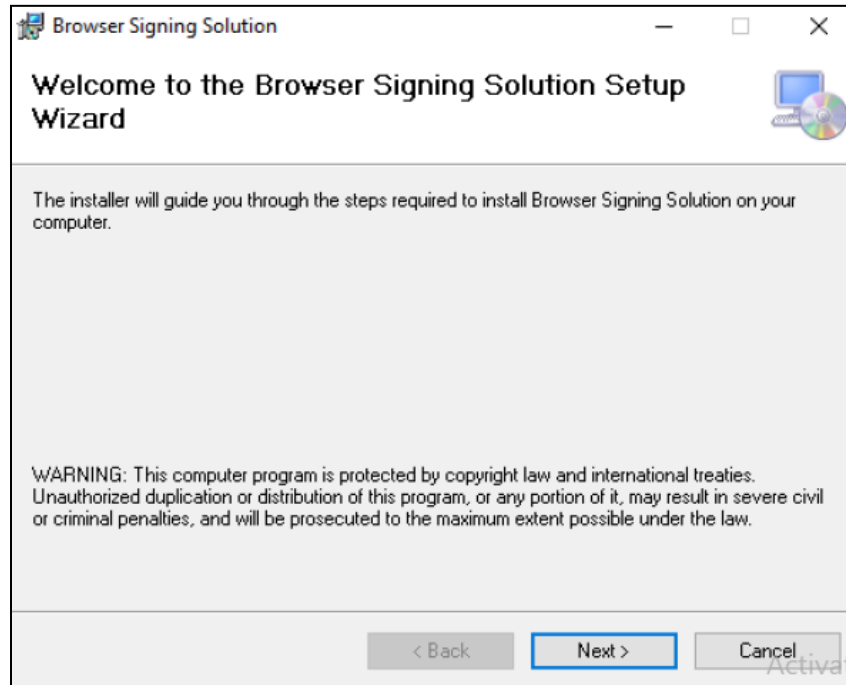 Browser Signing Solution
Welcome to the Browser Signing Solution Setup
Wizard
The installer will guide you through the steps required to install Browser Signing Solution on your
computer.
WARNING: This computer program is protected by copyright law and international treaties.
Unauthorized duplication or distribution of this program, or any portion of it, may result in severe civil
or criminal penalties, and will be prosecuted to the maximum extent possible under the law.
< Back
Next >
Cancel